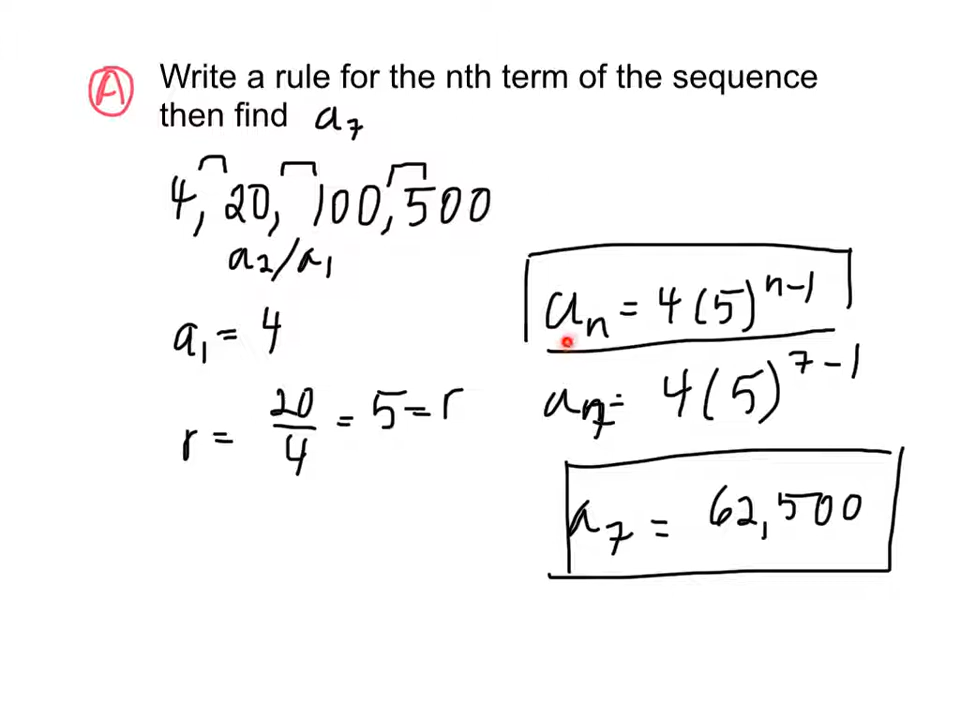 A Write a rule for the nth term of the sequence
then find a₇
4, 20, 100, 500
a₂/a₁
a₁ = 4
r = 20/4 = 5 = r
aₙ = 4(5)ⁿ⁻¹
a₇ = 4(5)⁷⁻¹
a₇ = 62,500